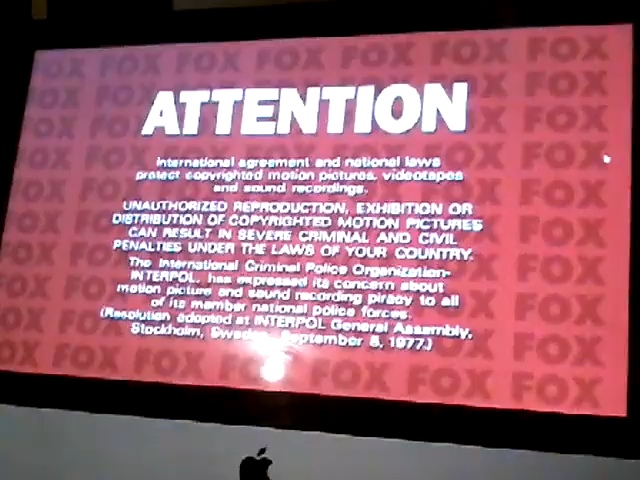 FOX FOX FOX FOX FOX FOX FOX FOX FOX
ATTENTION
International agreement and national laws
protect copyrighted motion pictures, videotapes
and sound recordings.
UNAUTHORIZED REPRODUCTION, EXHIBITION OR
DISTRIBUTION OF COPYRIGHTED MOTION PICTURES
CAN RESULT IN SEVERE CRIMINAL AND CIVIL
PENALTIES UNDER THE LAWS OF YOUR COUNTRY.
The International Criminal Police Organization-
INTERPOL, has expressed its concern about
motion picture and sound recording piracy to all
of its member national police forces.
(Resolution adopted at INTERPOL General Assembly,
Stockholm, Sweden, September 8, 1977.)